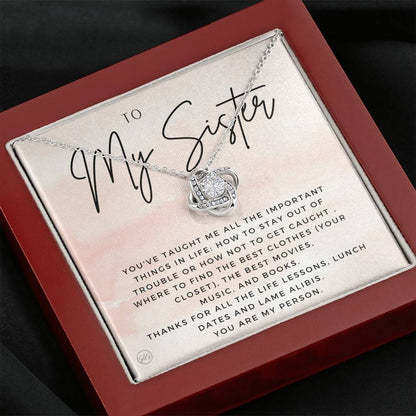 TO
My Sister
YOU'VE TAUGHT ME ALL THE IMPORTANT
THINGS IN LIFE: HOW TO STAY OUT OF
TROUBLE OR HOW NOT TO GET CAUGHT,
WHERE TO FIND THE BEST CLOTHES (YOUR
CLOSET), THE BEST MOVIES,
MUSIC, AND BOOKS.
THANKS FOR ALL THE LIFE LESSONS, LUNCH
DATES AND LAME ALIBIS.
YOU ARE MY PERSON.